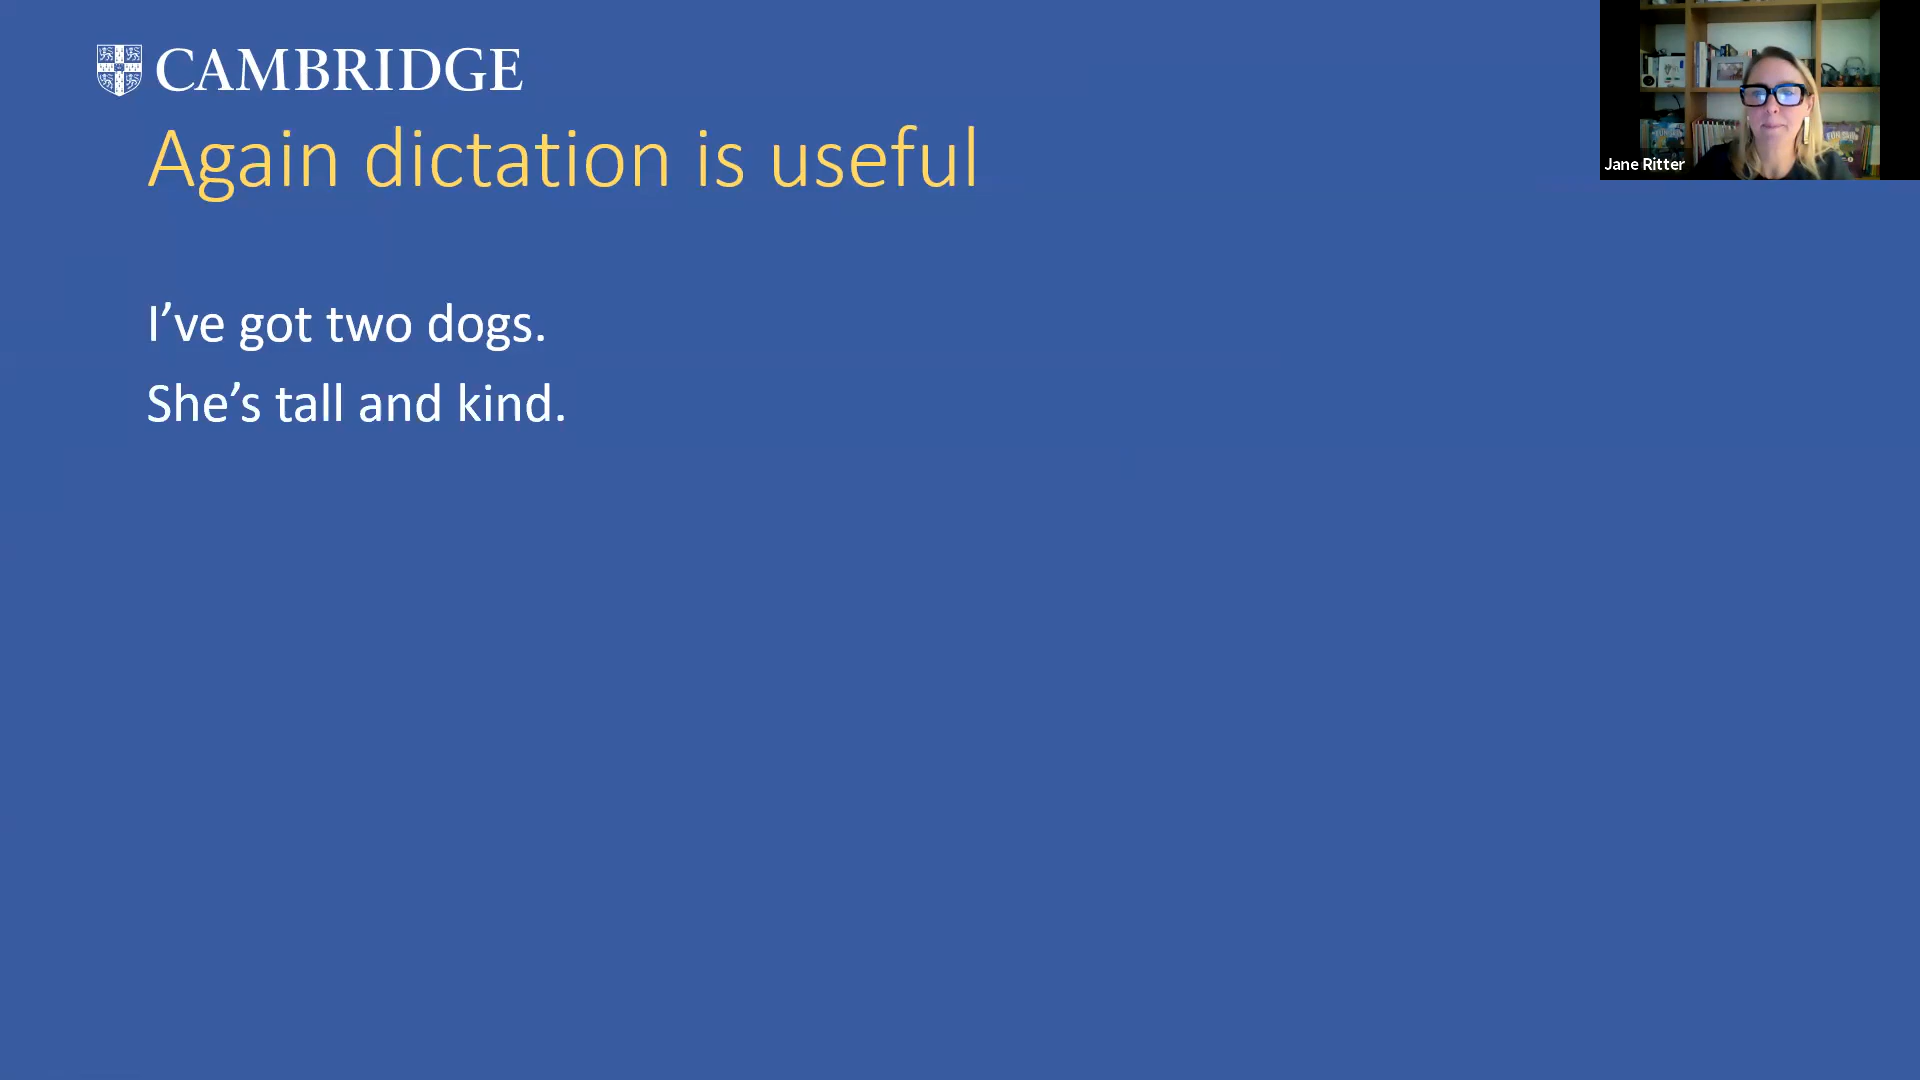 CAMBRIDGE
Again dictation is useful
I’ve got two dogs.
She’s tall and kind.
Jane Ritter